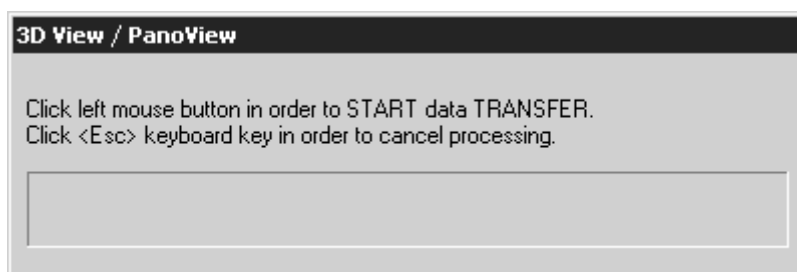 3D View / PanoView
Click left mouse button in order to START data TRANSFER.
Click <Esc> keyboard key in order to cancel processing.